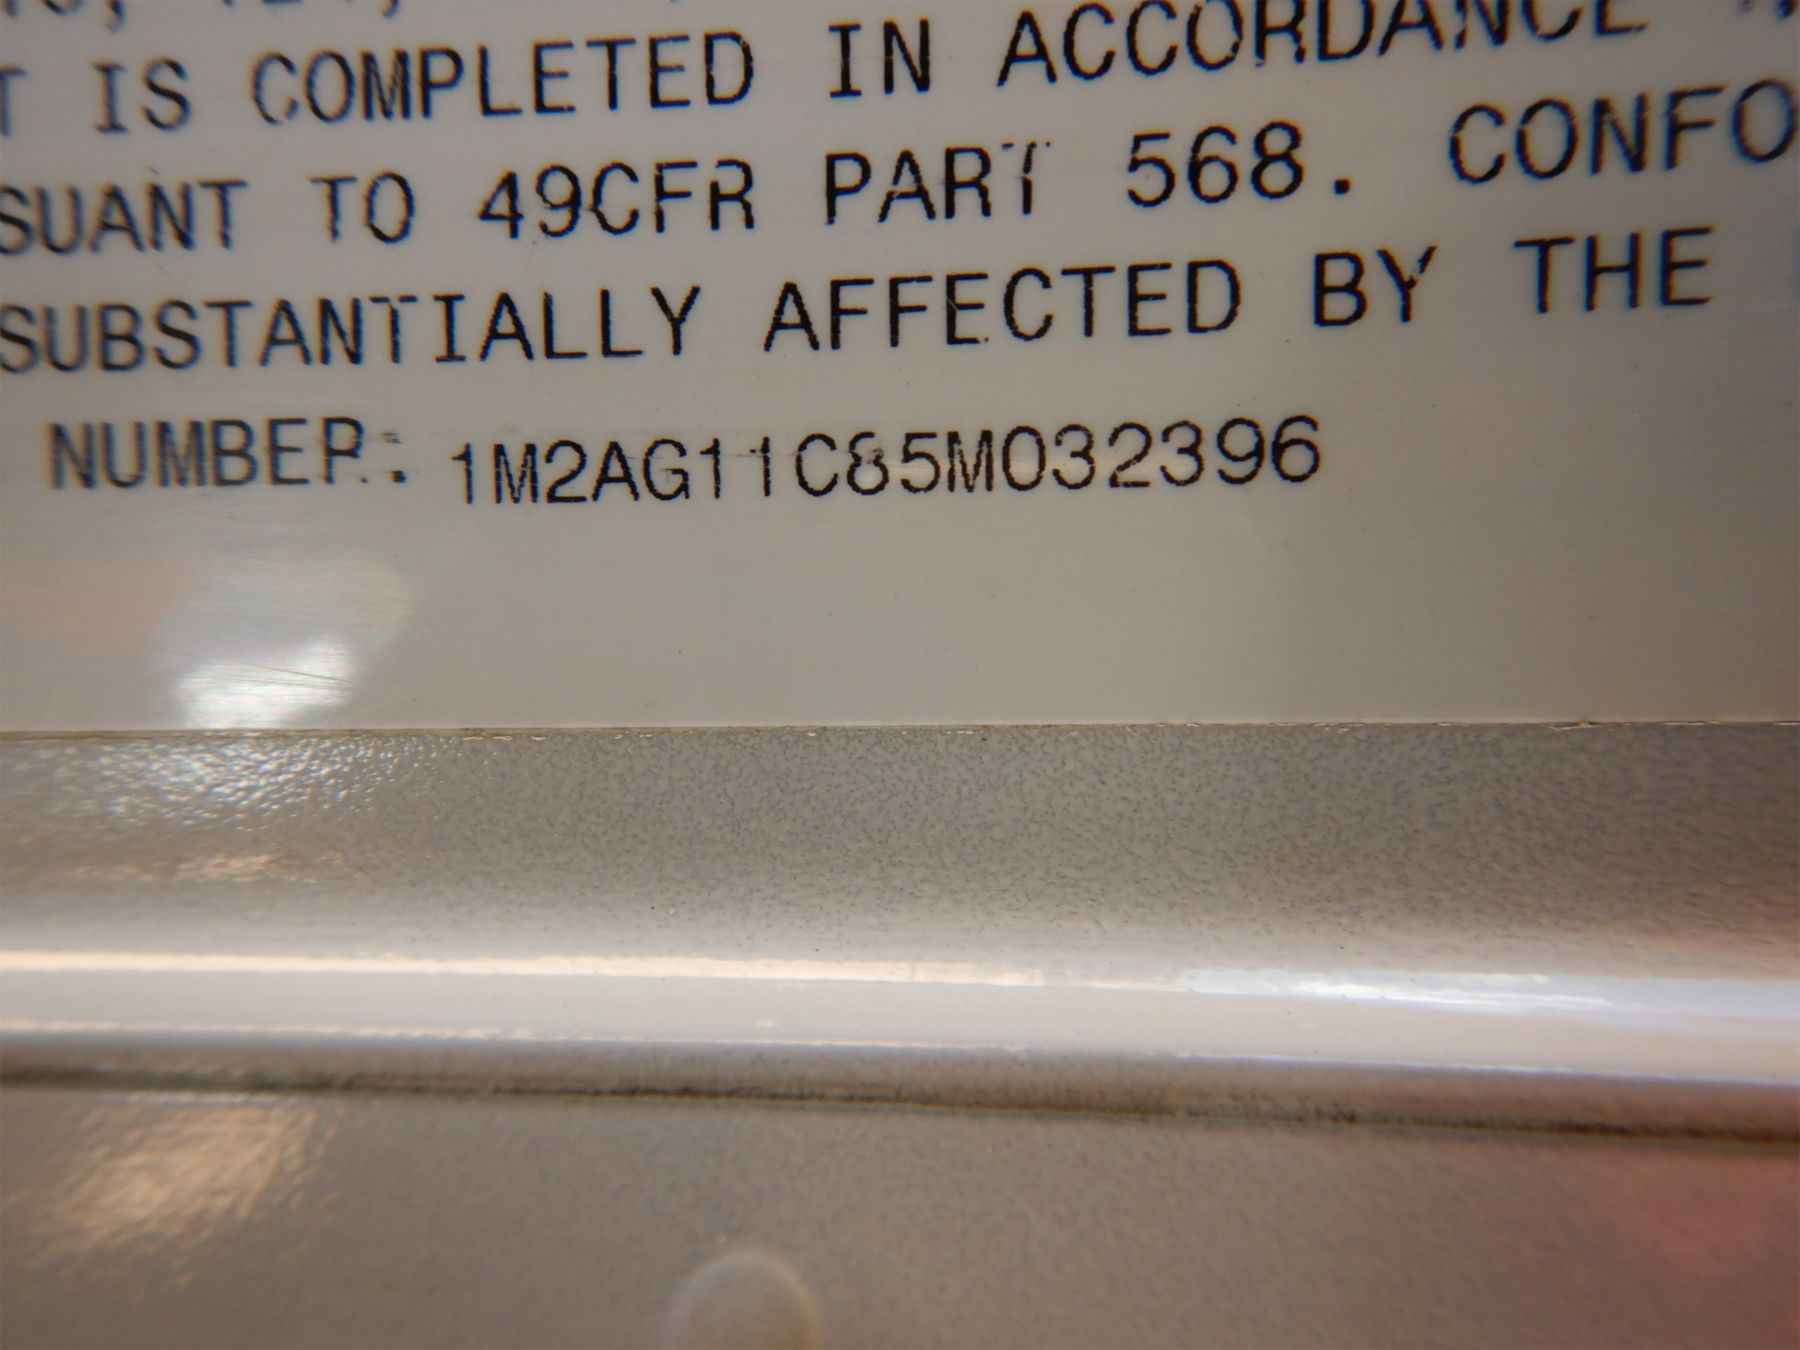 T IS COMPLETED IN ACCORDANCE
SUANT TO 49CFR PART 568. CONFO
SUBSTANTIALLY AFFECTED BY THE
NUMBER: 1M2AG11C85M032396